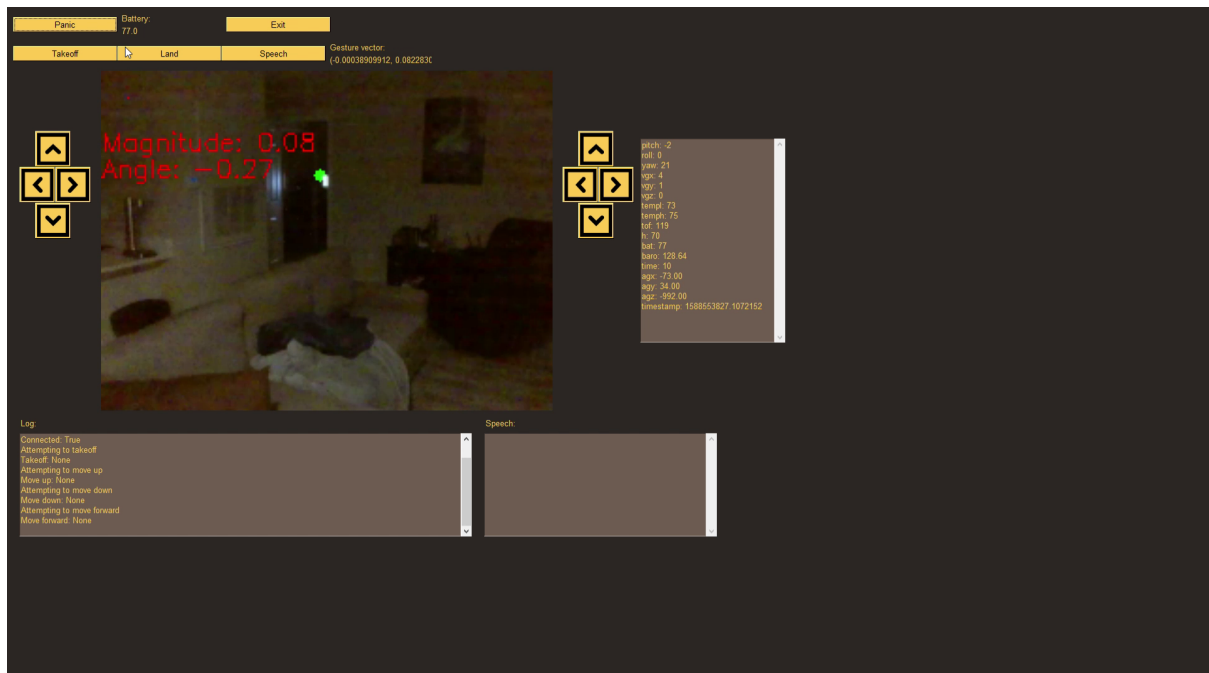 Panic
Battery:
77.0
Exit
Takeoff
Land
Speech
Gesture vector:
(-0.00038909912, 0.082283(
Magnitude: 0.08
Angle: -0.27
pitch: -2
roll: 0
yaw: 21
vgx: 4
vgy: 1
vgz: 0
templ: 73
temph: 75
tof: 119
h: 70
bat: 77
baro: 128.64
time: 10
agx: -73.00
agy: 34.00
agz: -992.00
timestamp: 1588553827.1072152
Log:
Connected: True
Attempting to takeoff
Takeoff: None
Attempting to move up
Move up: None
Attempting to move down
Move down: None
Attempting to move forward
Move forward: None
Speech: